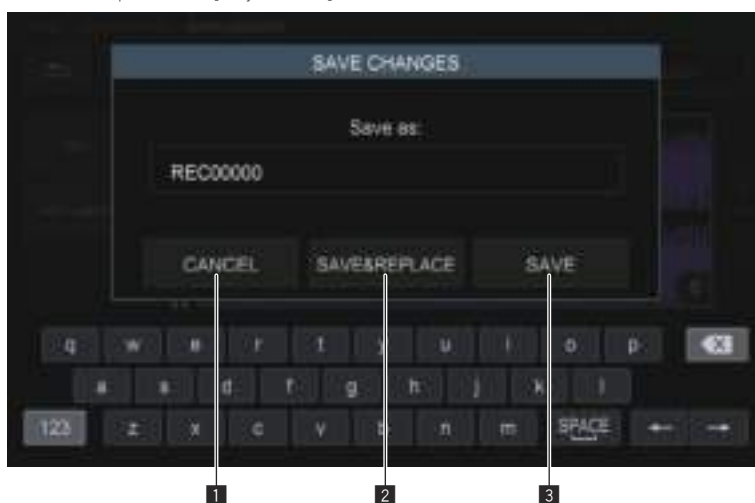 SAVE CHANGES
Save as:
REC00000
CANCEL SAVE&REPLACE SAVE
q w e r t y u i o p
a s d f g h j k l
123 z x c v b n m SPACE
1 2 3